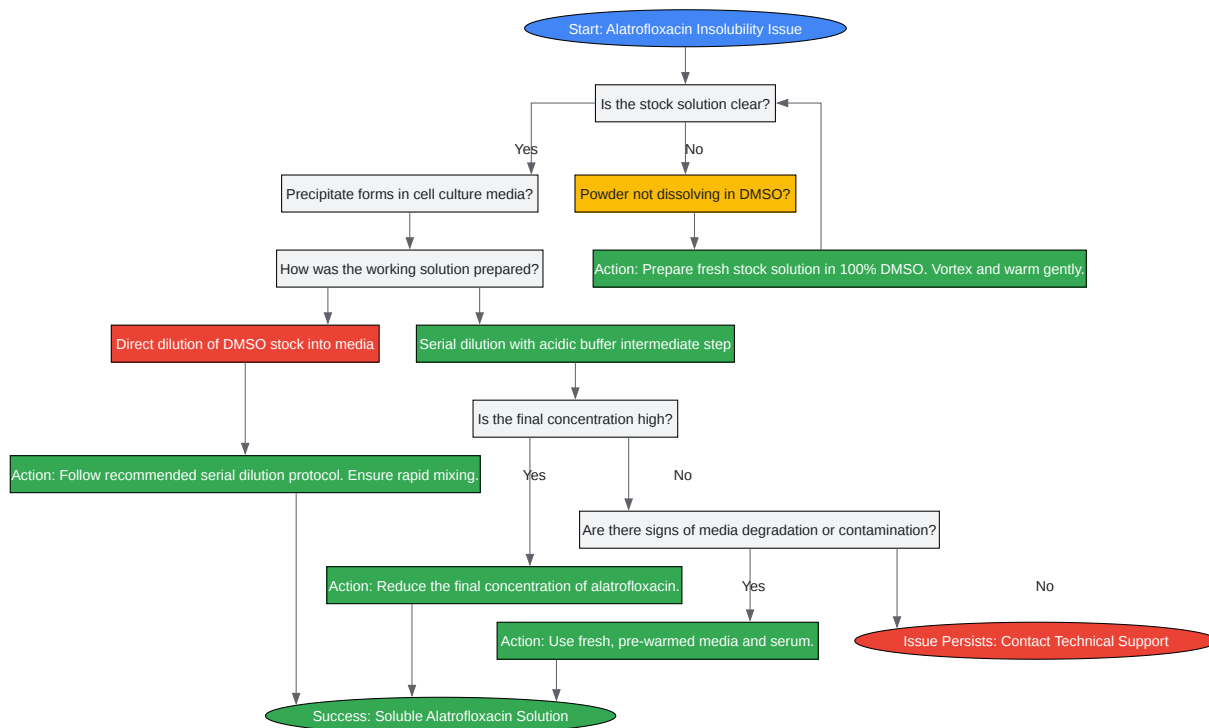 Start: Alatrofloxacin Insolubility Issue
Is the stock solution clear?
Yes
No
Precipitate forms in cell culture media?
Powder not dissolving in DMSO?
How was the working solution prepared?
Action: Prepare fresh stock solution in 100% DMSO. Vortex and warm gently.
Direct dilution of DMSO stock into media
Serial dilution with acidic buffer intermediate step
Is the final concentration high?
Action: Follow recommended serial dilution protocol. Ensure rapid mixing.
Yes
No
Are there signs of media degradation or contamination?
Action: Reduce the final concentration of alatrofloxacin.
Yes
No
Action: Use fresh, pre-warmed media and serum.
Issue Persists: Contact Technical Support
Success: Soluble Alatrofloxacin Solution